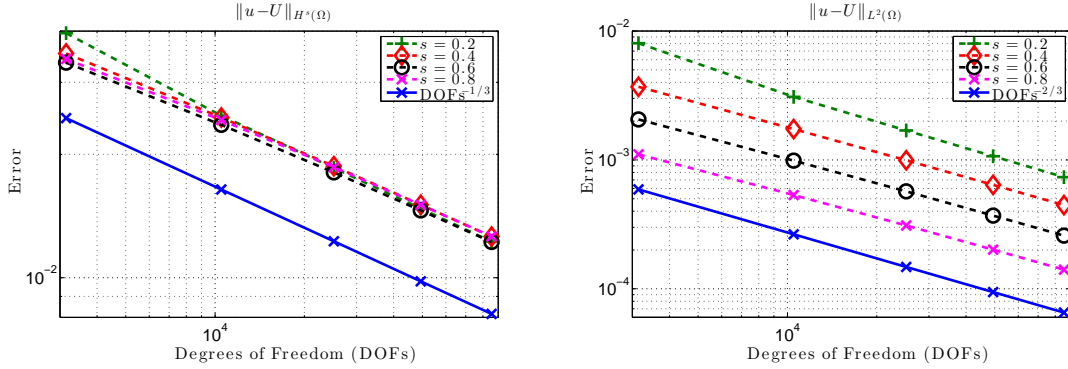 ‖u−U‖_{H^s(Ω)}
Error
10^{−2}
10^4
Degrees of Freedom (DOFs)
s = 0.2
s = 0.4
s = 0.6
s = 0.8
DOFs^{−1/3}
‖u−U‖_{L^2(Ω)}
Error
10^{−2}
10^{−3}
10^{−4}
10^4
Degrees of Freedom (DOFs)
s = 0.2
s = 0.4
s = 0.6
s = 0.8
DOFs^{−2/3}